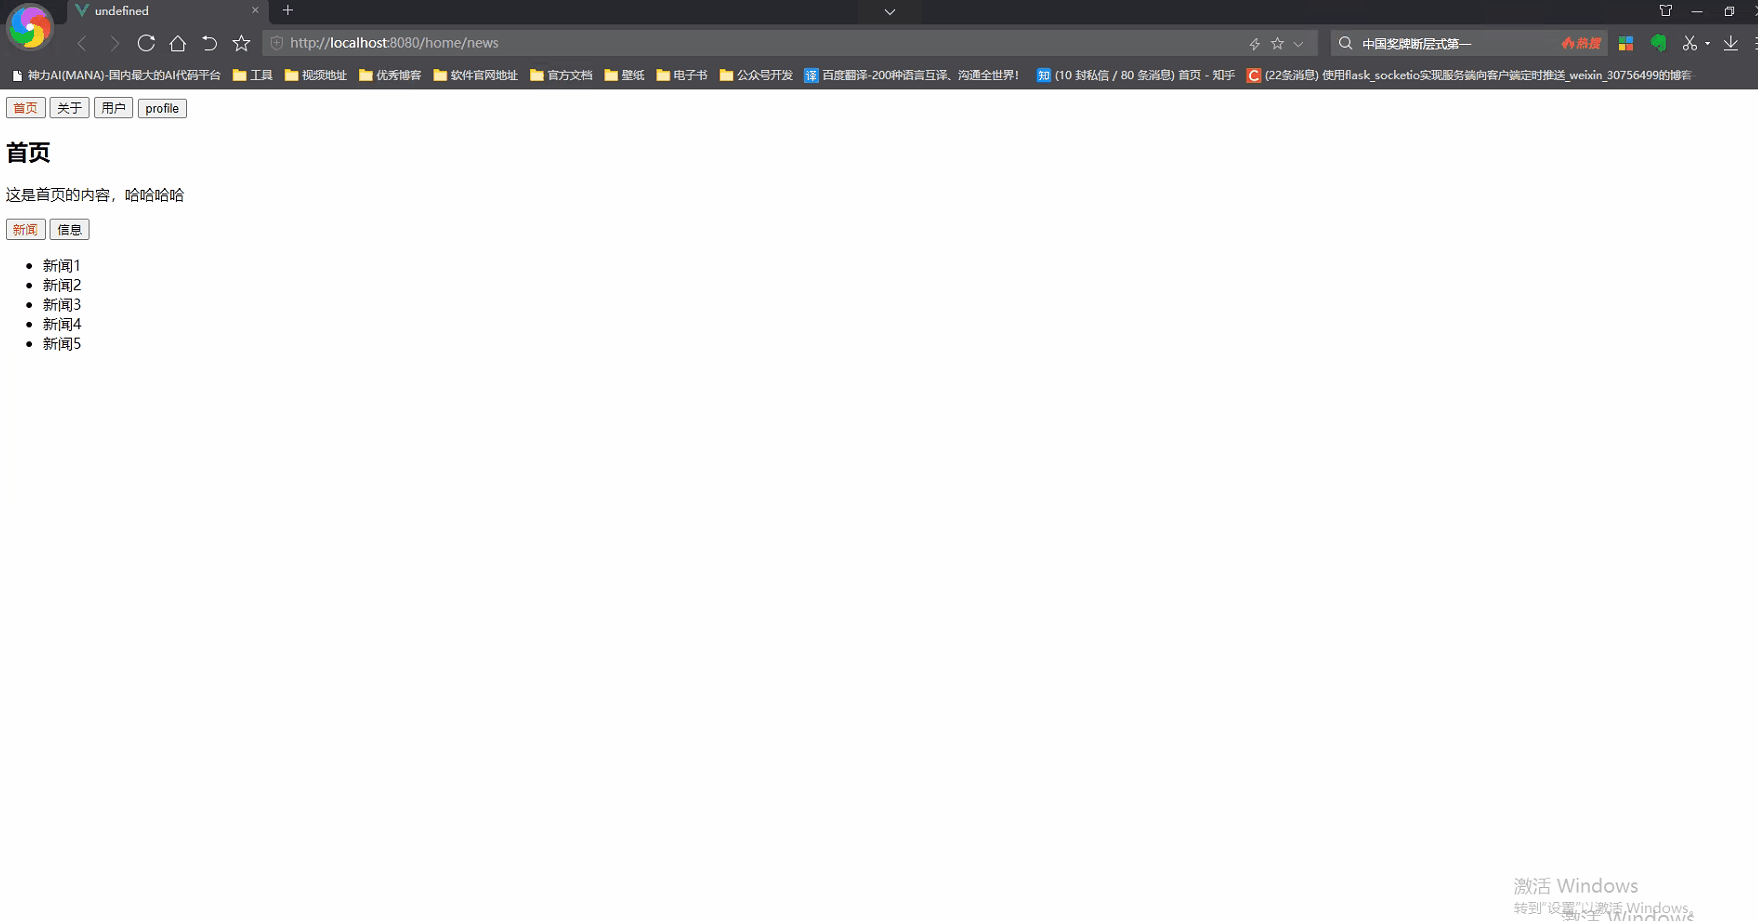 undefined
http://localhost:8080/home/news
中国奖牌断层式第一
热搜
神力AI(MANA)-国内最大的AI代码平台 工具 视频地址 优秀博客 软件官网地址 官方文档 壁纸 电子书 公众号开发 译 百度翻译-200种语言互译、沟通全世界! 知 (10 封私信 / 80 条消息) 首页 - 知乎 C (22条消息) 使用flask_socketio实现服务端向客户端定时推送_weixin_30756499的博客
首页 关于 用户 profile
首页
这是首页的内容，哈哈哈哈
新闻 信息
新闻1
新闻2
新闻3
新闻4
新闻5
激活 Windows
转到"设置"以激活 Windows。
激活 Windows